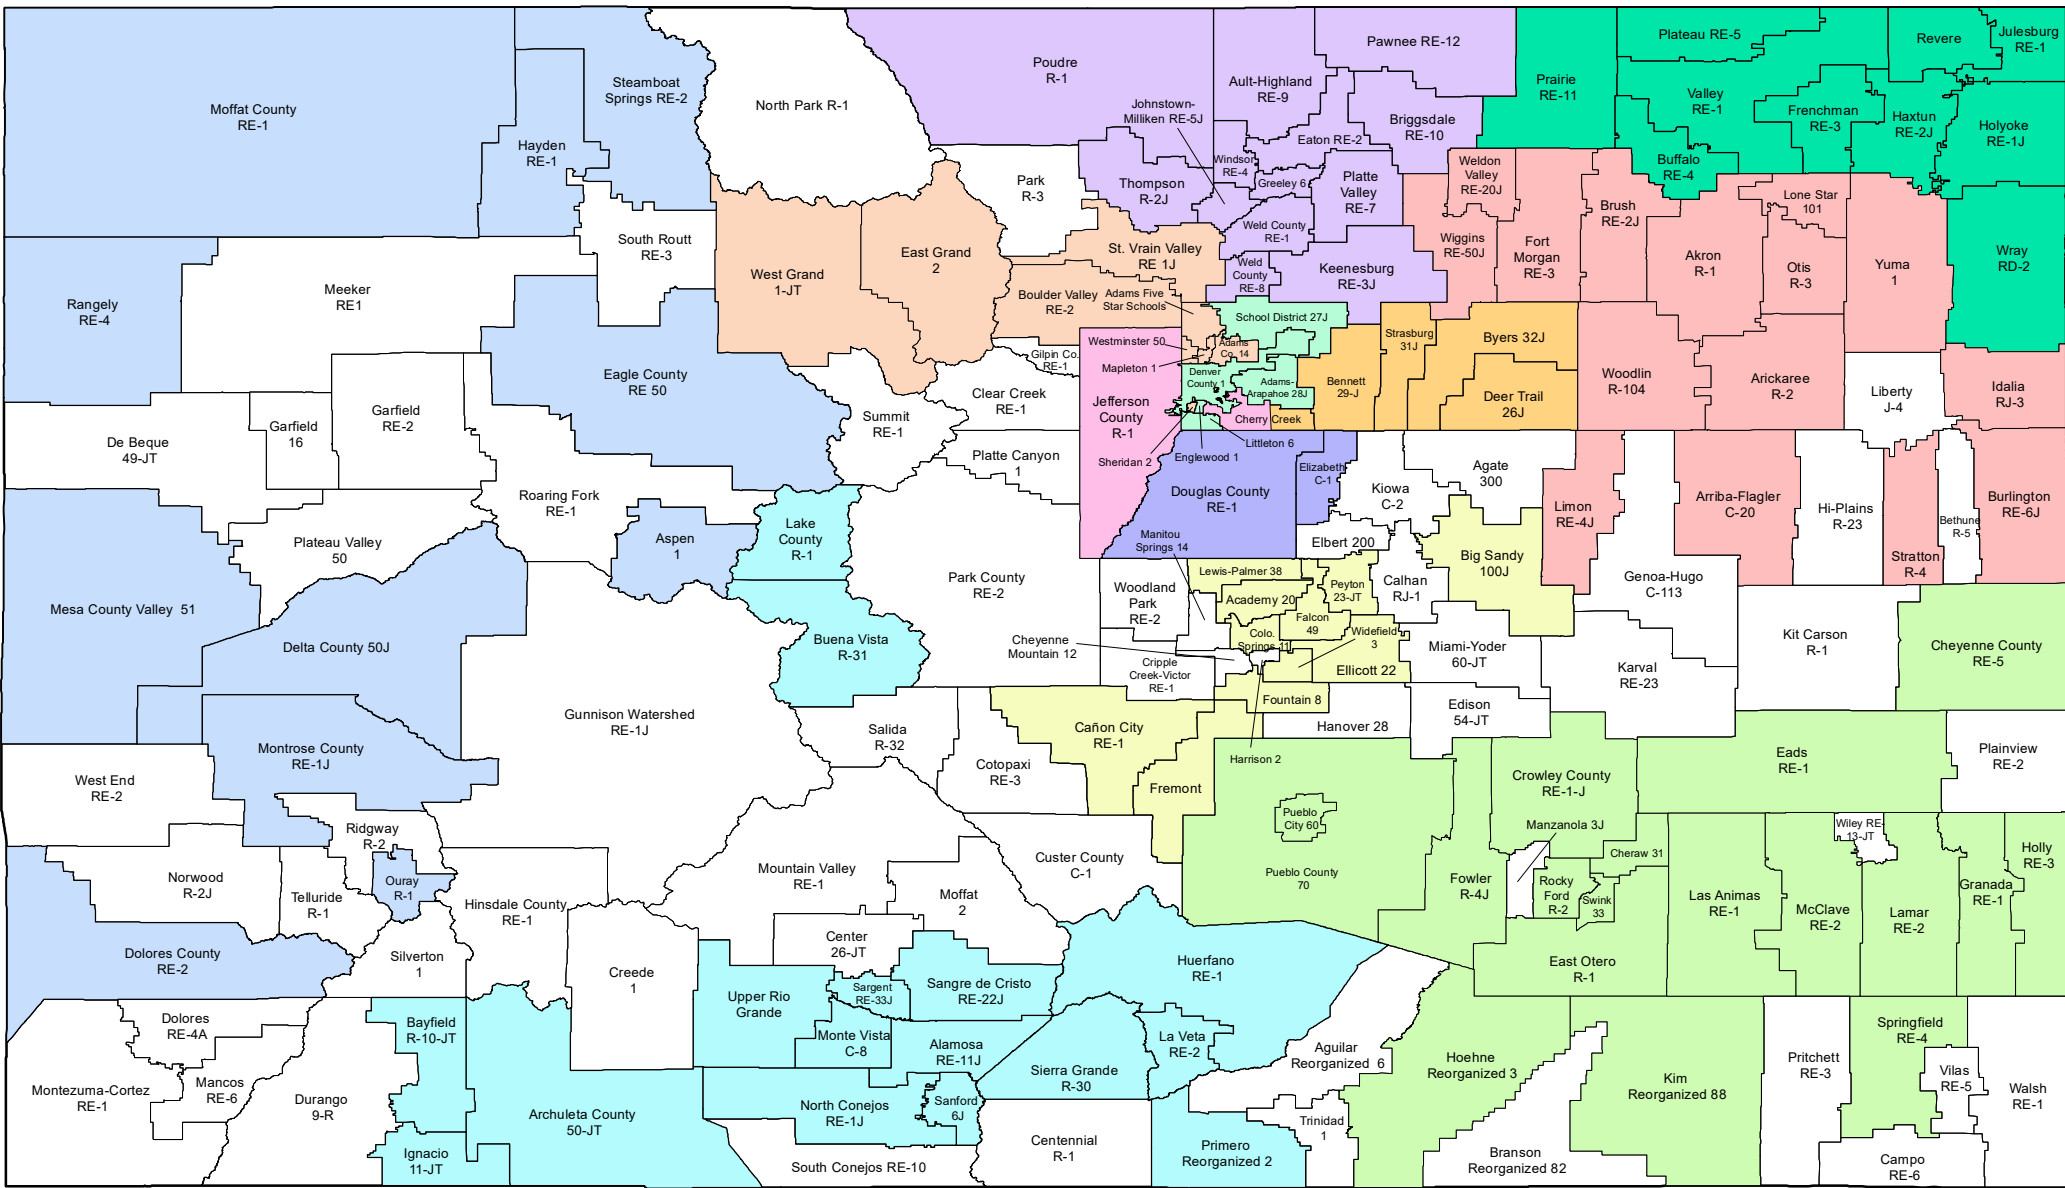 Moffat County
RE-1
Hayden
RE-1
Steamboat
Springs RE-2
North Park R-1
Poudre
R-1
Ault-Highland
RE-9
Pawnee RE-12
Prairie
RE-11
Plateau RE-5
Revere
Julesburg
RE-1
Valley
RE-1
Frenchman
RE-3
Haxtun
RE-2J
Holyoke
RE-1J
Buffalo
RE-4
Johnstown-
Milliken RE-5J
Briggsdale
RE-10
Eaton RE-2
Windsor
RE-4
Greeley 6
Platte
Valley
RE-7
Weldon
Valley
RE-20J
Park
R-3
Thompson
R-2J
Brush
RE-2J
Lone Star
101
South Routt
RE-3
West Grand
1-JT
East Grand
2
St. Vrain Valley
RE 1J
Weld County
RE-1
Wiggins
RE-50J
Fort
Morgan
RE-3
Akron
R-1
Otis
R-3
Yuma
1
Wray
RD-2
Rangely
RE-4
Meeker
RE1
Boulder Valley
RE-2
Adams Five
Star Schools
Weld
County
RE-8
Keenesburg
RE-3J
School District 27J
Strasburg
31J
Byers 32J
Westminster 50
Adams
Co. 14
Mapleton 1
Gilpin Co.
RE-1
Denver
County 1
Adams-
Arapahoe 28J
Bennett
29-J
Deer Trail
26J
Woodlin
R-104
Arickaree
R-2
Liberty
J-4
Idalia
RJ-3
Eagle County
RE 50
Garfield
RE-2
Garfield
16
De Beque
49-JT
Summit
RE-1
Clear Creek
RE-1
Jefferson
County
R-1
Cherry Creek
Littleton 6
Englewood 1
Sheridan 2
Platte Canyon
1
Roaring Fork
RE-1
Plateau Valley
50
Aspen
1
Lake
County
R-1
Douglas County
RE-1
Elizabeth
C-1
Kiowa
C-2
Agate
300
Limon
RE-4J
Arriba-Flagler
C-20
Hi-Plains
R-23
Stratton
R-4
Bethune
R-5
Burlington
RE-6J
Manitou
Springs 14
Elbert 200
Big Sandy
100J
Mesa County Valley 51
Delta County 50J
Park County
RE-2
Woodland
Park
RE-2
Lewis-Palmer 38
Academy 20
Peyton
23-JT
Calhan
RJ-1
Genoa-Hugo
C-113
Falcon
49
Colo.
Springs 11
Widefield
3
Cheyenne
Mountain 12
Cripple
Creek-Victor
RE-1
Ellicott 22
Miami-Yoder
60-JT
Karval
RE-23
Kit Carson
R-1
Cheyenne County
RE-5
Buena Vista
R-31
Gunnison Watershed
RE-1J
Montrose County
RE-1J
West End
RE-2
Salida
R-32
Cotopaxi
RE-3
Cañon City
RE-1
Fremont
Fountain 8
Hanover 28
Edison
54-JT
Harrison 2
Pueblo
City 60
Pueblo County
70
Crowley County
RE-1-J
Eads
RE-1
Plainview
RE-2
Manzanola 3J
Cheraw 31
Wiley RE-
13-JT
Fowler
R-4J
Rocky
Ford
R-2
Swink
33
Las Animas
RE-1
McClave
RE-2
Lamar
RE-2
Granada
RE-1
Holly
RE-3
Ridgway
R-2
Ouray
R-1
Norwood
R-2J
Telluride
R-1
Hinsdale County
RE-1
Mountain Valley
RE-1
Moffat
2
Custer County
C-1
Dolores County
RE-2
Silverton
1
Creede
1
Center
26-JT
Sargent
RE-33J
Sangre de Cristo
RE-22J
Huerfano
RE-1
East Otero
R-1
Upper Rio
Grande
Monte Vista
C-8
Alamosa
RE-11J
La Veta
RE-2
Sierra Grande
R-30
Aguilar
Reorganized 6
Hoehne
Reorganized 3
Kim
Reorganized 88
Pritchett
RE-3
Springfield
RE-4
Vilas
RE-5
Walsh
RE-1
Dolores
RE-4A
Montezuma-Cortez
RE-1
Mancos
RE-6
Durango
9-R
Bayfield
R-10-JT
Ignacio
11-JT
Archuleta County
50-JT
North Conejos
RE-1J
Sanford
6J
South Conejos RE-10
Centennial
R-1
Primero
Reorganized 2
Trinidad
1
Branson
Reorganized 82
Campo
RE-6